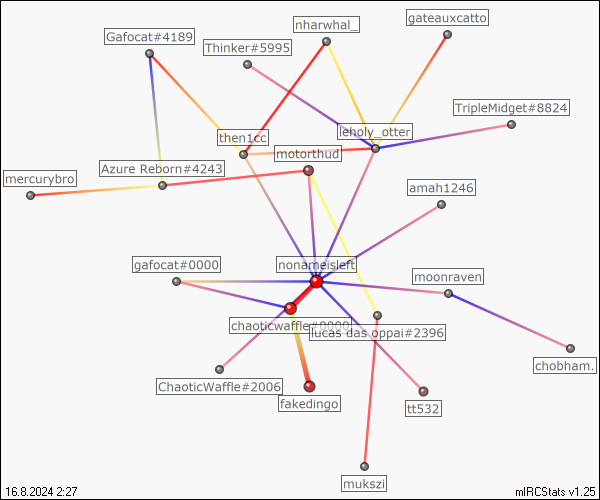 nharwhal_
gateauxcatto
Gafocat#4189
Thinker#5995
TripleMidget#8824
leholy_otter
then1cc
motorthud
Azure Reborn#4243
mercurybro
amah1246
gafocat#0000
nonameisleft
moonraven
chaoticwaffle#0000
lucas das oppai#2396
chobham.
ChaoticWaffle#2006
fakedingo
tt532
mukszi
16.8.2024 2:27
mIRCStats v1.25